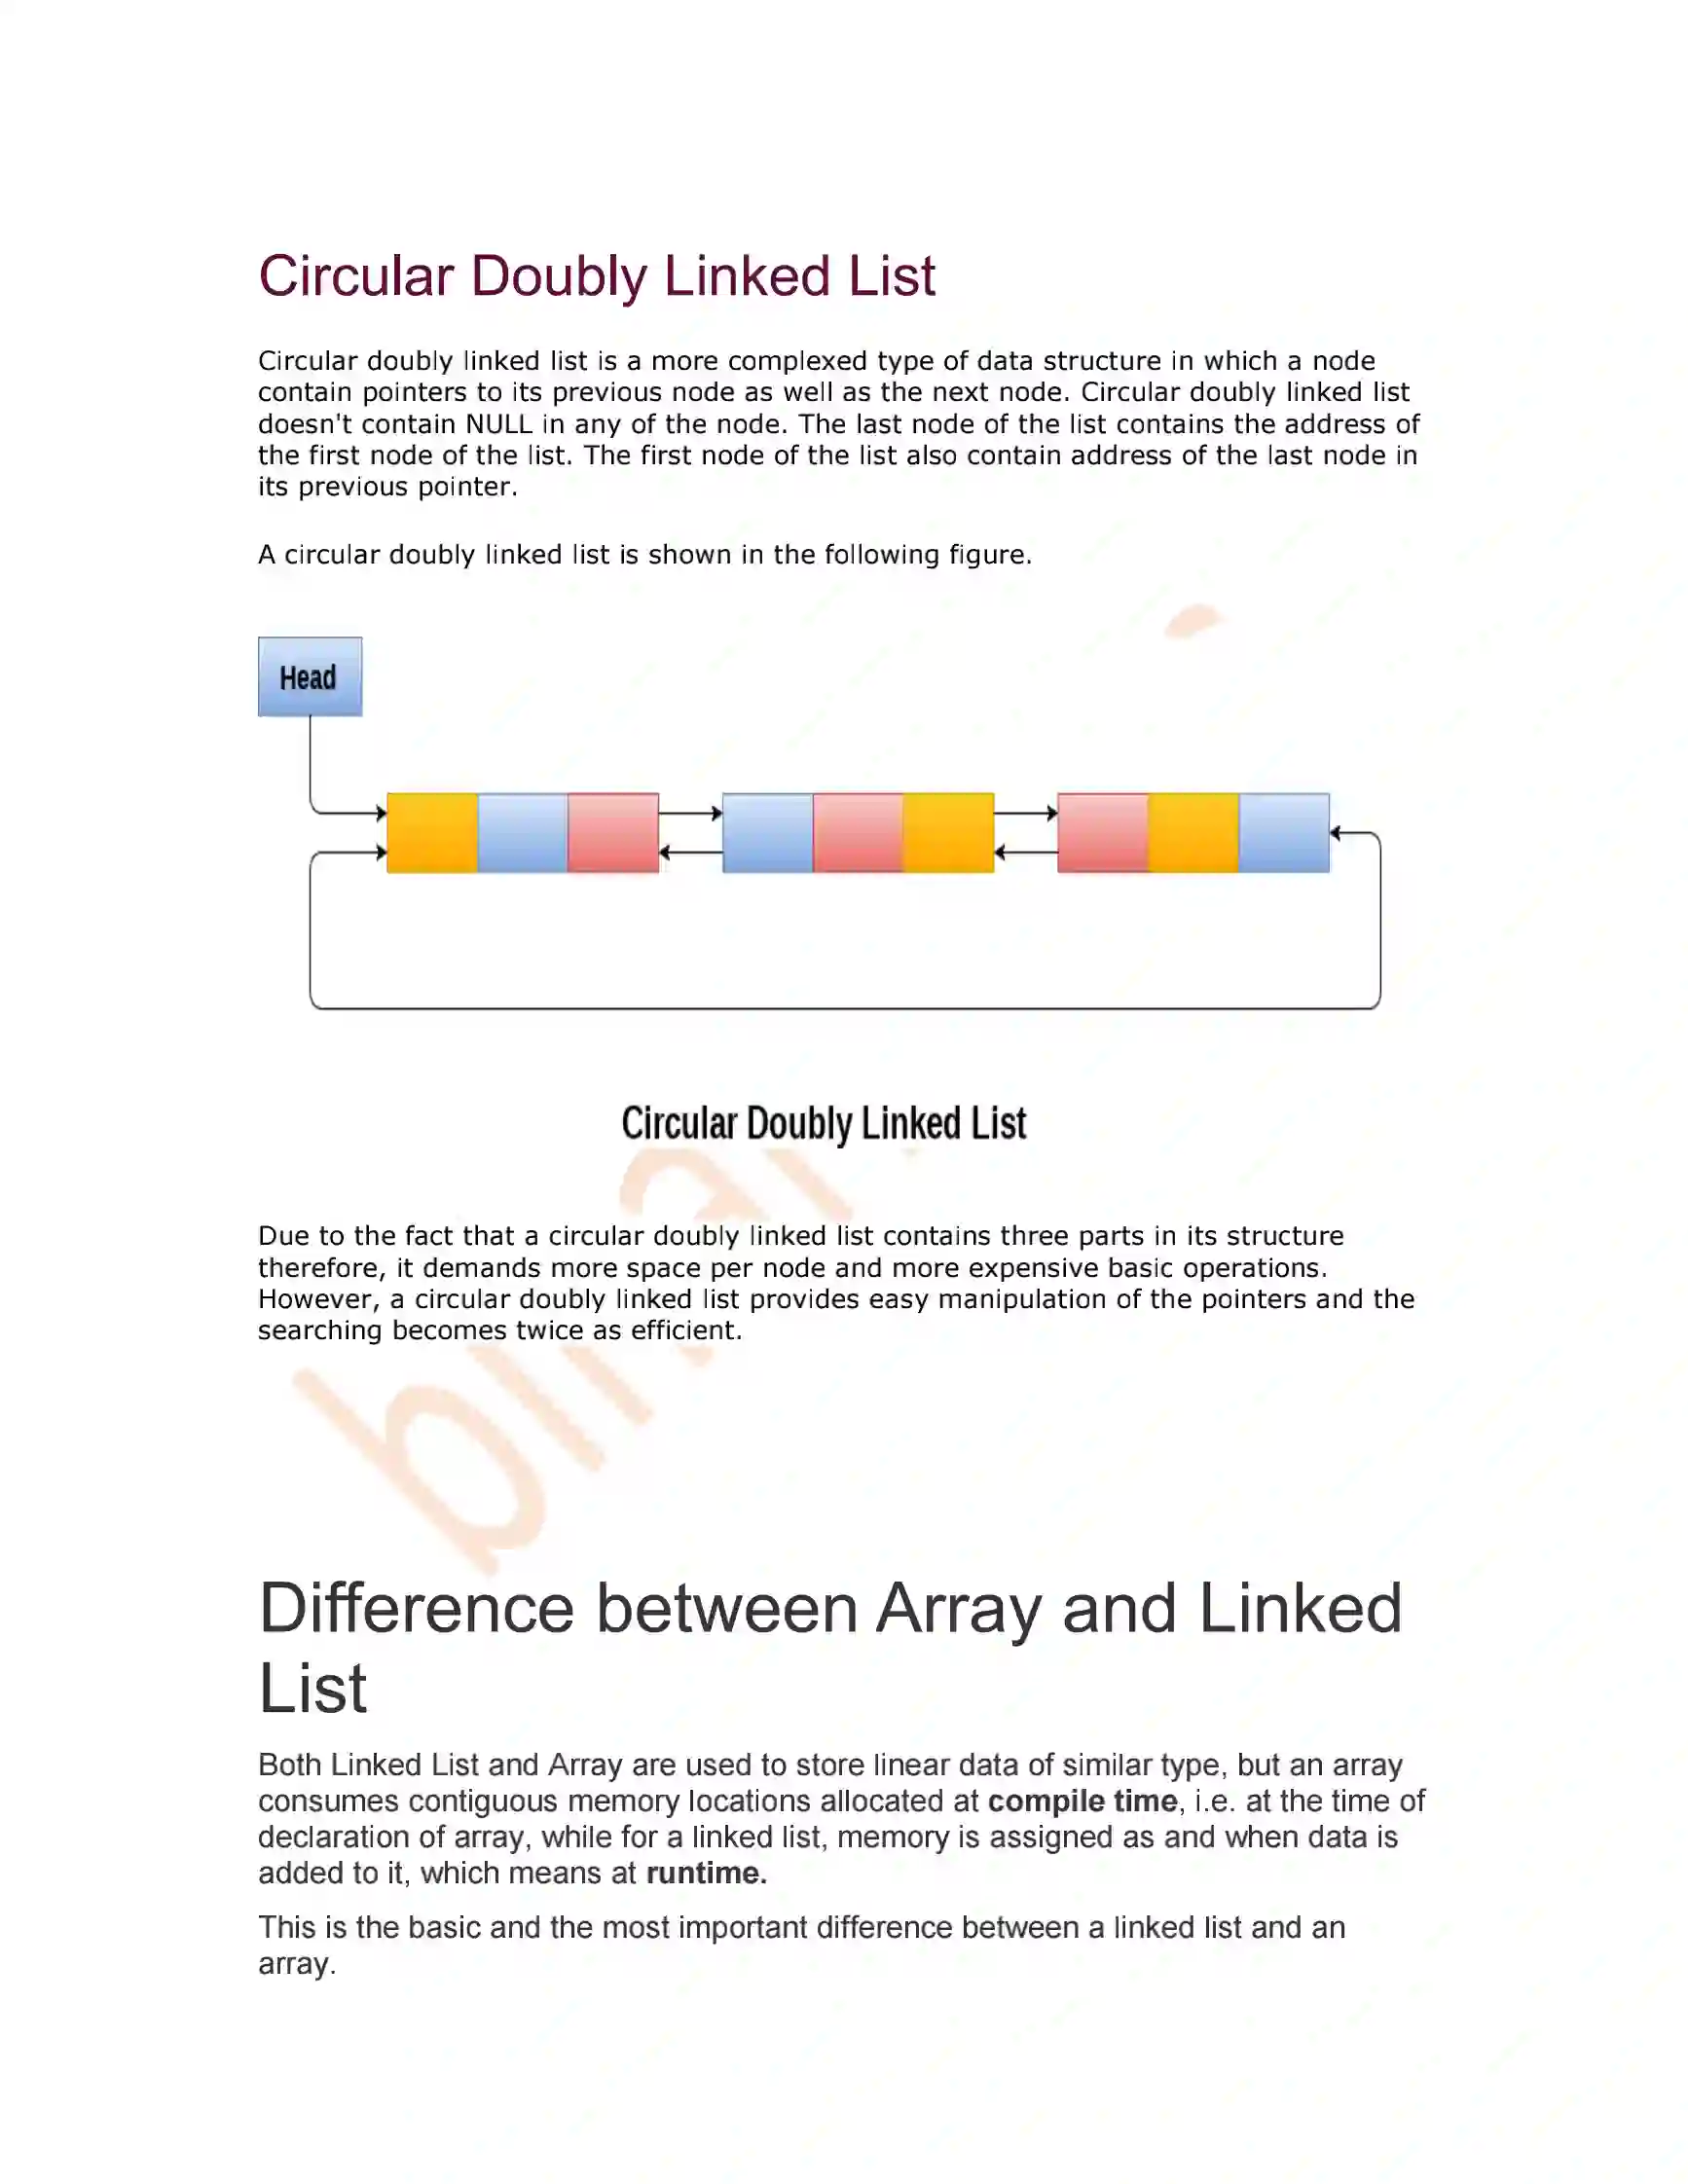 Circular Doubly Linked List
Circular doubly linked list is a more complexed type of data structure in which a node
contain pointers to its previous node as well as the next node. Circular doubly linked list
doesn't contain NULL in any of the node. The last node of the list contains the address of
the first node of the list. The first node of the list also contain address of the last node in
its previous pointer.
A circular doubly linked list is shown in the following figure.
Head
Circular Doubly Linked List
Due to the fact that a circular doubly linked list contains three parts in its structure
therefore, it demands more space per node and more expensive basic operations.
However, a circular doubly linked list provides easy manipulation of the pointers and the
searching becomes twice as efficient.
Difference between Array and Linked
List
Both Linked List and Array are used to store linear data of similar type, but an array
consumes contiguous memory locations allocated at compile time, i.e. at the time of
declaration of array, while for a linked list, memory is assigned as and when data is
added to it, which means at runtime.
This is the basic and the most important difference between a linked list and an
array.